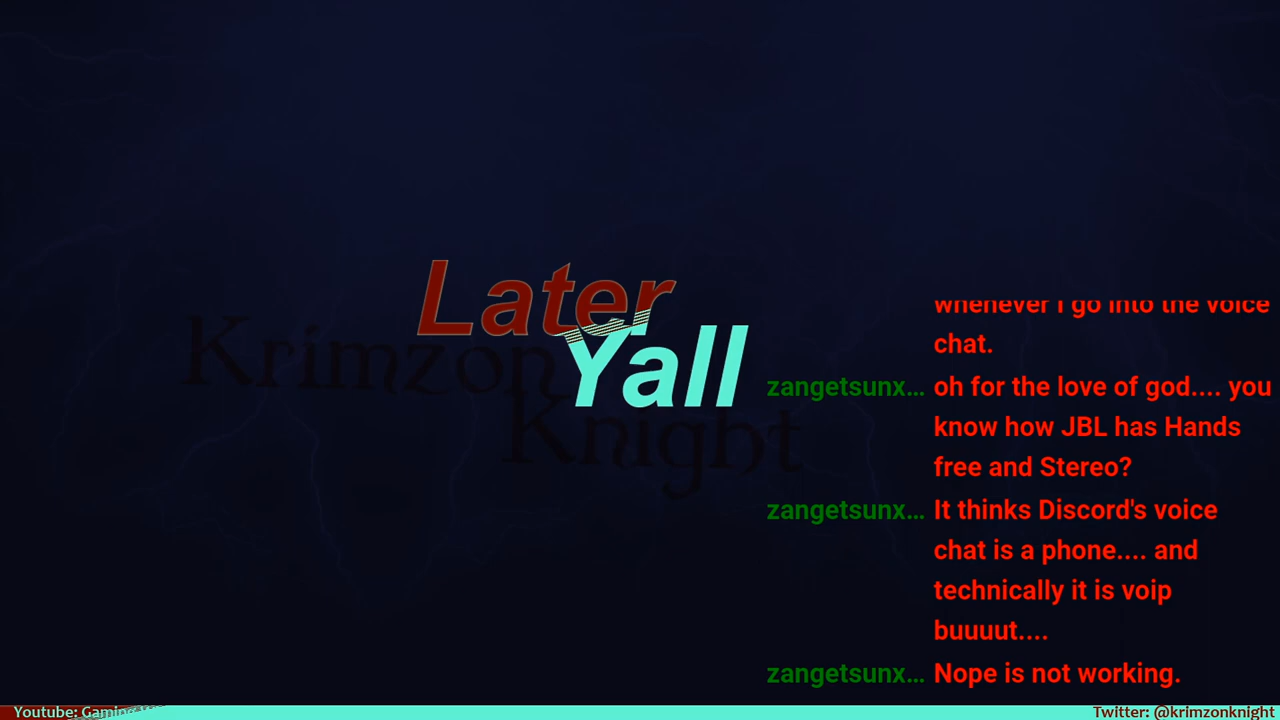 Later
Yall
Krimzon
Knight
whenever I go into the voice
chat.
zangetsunx... oh for the love of god.... you
know how JBL has Hands
free and Stereo?
zangetsunx... It thinks Discord's voice
chat is a phone.... and
technically it is voip
buuuut....
zangetsunx... Nope is not working.
Youtube: Gaming
Twitter: @krimzonknight